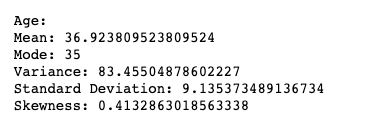 Age:
Mean: 36.923809523809524
Mode: 35
Variance: 83.45504878602227
Standard Deviation: 9.135373489136734
Skewness: 0.4132863018563338